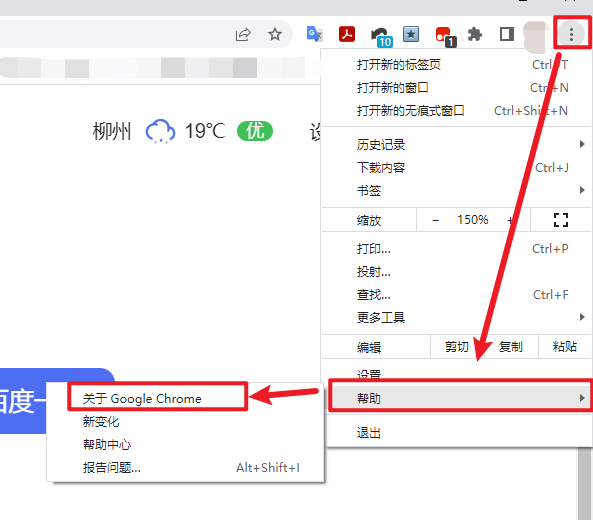 10
1
打开新的标签页 Ctrl+T
打开新的窗口 Ctrl+N
打开新的无痕式窗口 Ctrl+Shift+N
柳州 19℃ 优
历史记录
下载内容 Ctrl+J
书签
缩放 - 150% +
打印... Ctrl+P
投射...
查找... Ctrl+F
更多工具
编辑 剪切 复制 粘贴
设置
帮助
退出
百度一
关于 Google Chrome
新变化
帮助中心
报告问题... Alt+Shift+I